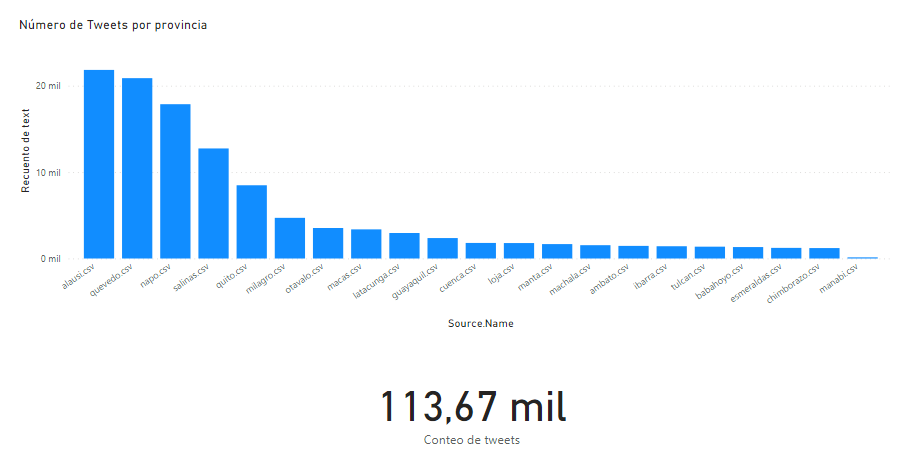 Número de Tweets por provincia
Recuento de text
20 mil
10 mil
0 mil
alausi.csv
quevedo.csv
napo.csv
salinas.csv
quito.csv
milagro.csv
otavalo.csv
macas.csv
latacunga.csv
guayaquil.csv
cuenca.csv
loja.csv
manta.csv
machala.csv
ambato.csv
ibarra.csv
tulcan.csv
babahoyo.csv
esmeraldas.csv
chimborazo.csv
manabi.csv
Source.Name
113,67 mil
Conteo de tweets